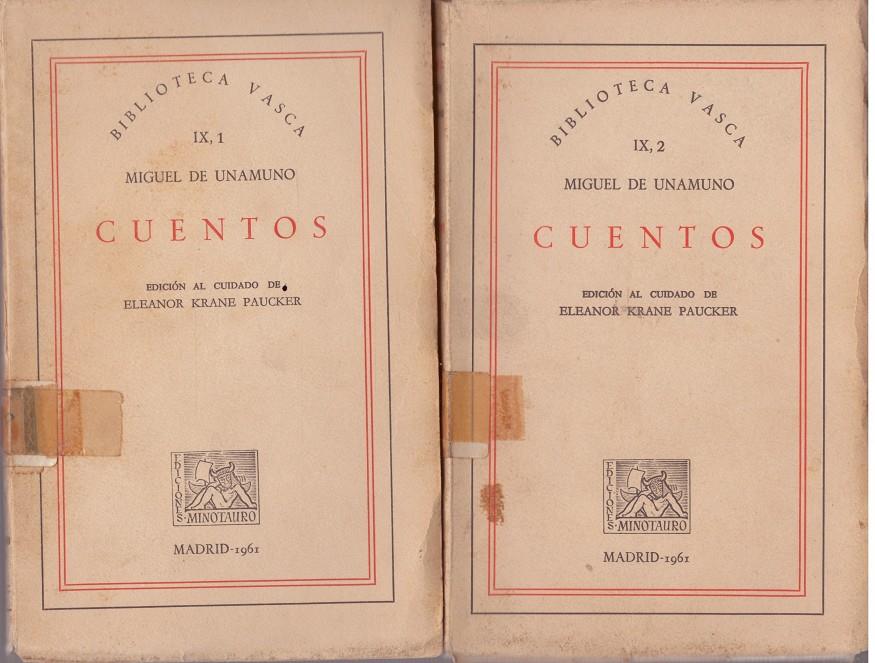 BIBLIOTECA VASCA
IX, 1
MIGUEL DE UNAMUNO
CUENTOS
EDICIÓN AL CUIDADO DE
ELEANOR KRANE PAUCKER
EDICIONES
MINOTAURO
MADRID-1961
BIBLIOTECA VASCA
IX, 2
MIGUEL DE UNAMUNO
CUENTOS
EDICIÓN AL CUIDADO DE
ELEANOR KRANE PAUCKER
EDICIONES
MINOTAURO
MADRID-1961